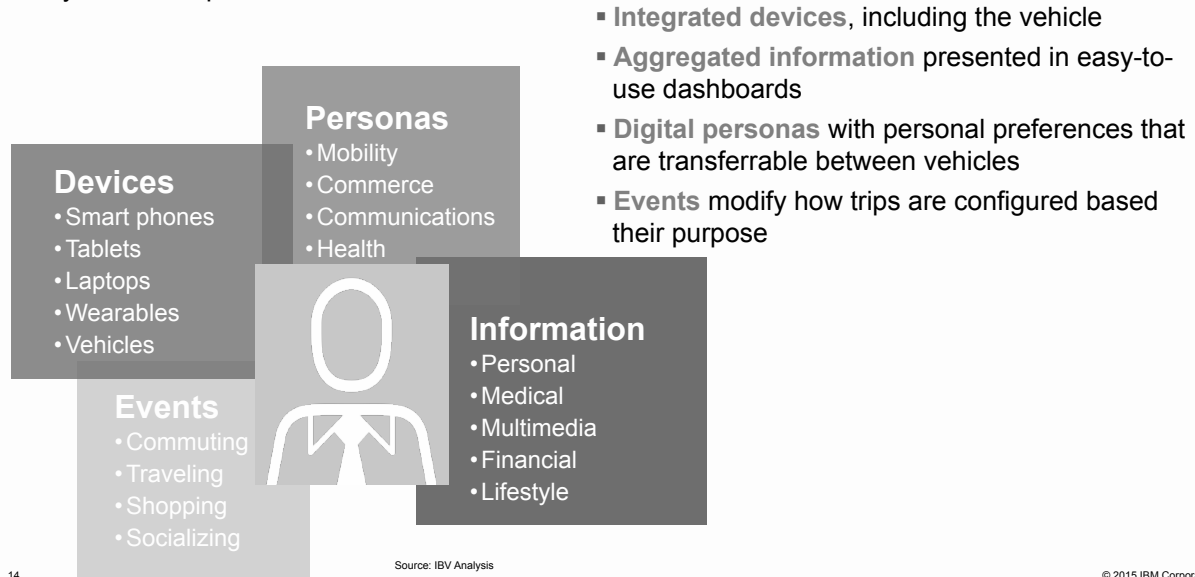 ▪ Integrated devices, including the vehicle
▪ Aggregated information presented in easy-to-
use dashboards
▪ Digital personas with personal preferences that
are transferrable between vehicles
▪ Events modify how trips are configured based
their purpose
Personas
• Mobility
• Commerce
• Communications
• Health
Devices
• Smart phones
• Tablets
• Laptops
• Wearables
• Vehicles
Information
• Personal
• Medical
• Multimedia
• Financial
• Lifestyle
Events
• Commuting
• Traveling
• Shopping
• Socializing
Source: IBV Analysis
14
© 2015 IBM